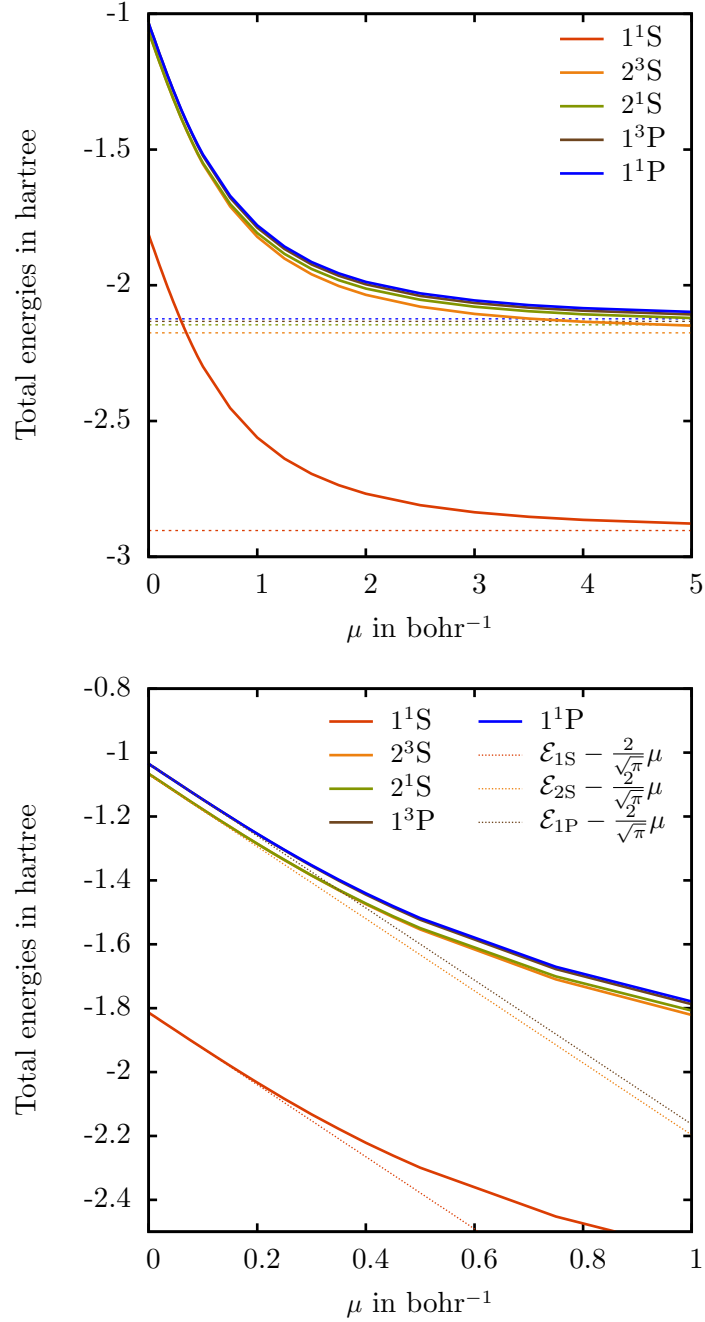 -1
-1.5
-2
-2.5
-3
Total energies in hartree
0 1 2 3 4 5
μ in bohr⁻¹
1¹S
2³S
2¹S
1³P
1¹P
-0.8
-1
-1.2
-1.4
-1.6
-1.8
-2
-2.2
-2.4
Total energies in hartree
0 0.2 0.4 0.6 0.8 1
μ in bohr⁻¹
1¹S
2³S
2¹S
1³P
1¹P
ℰ₁S − 2/√π μ
ℰ₂S − 2/√π μ
ℰ₁P − 2/√π μ